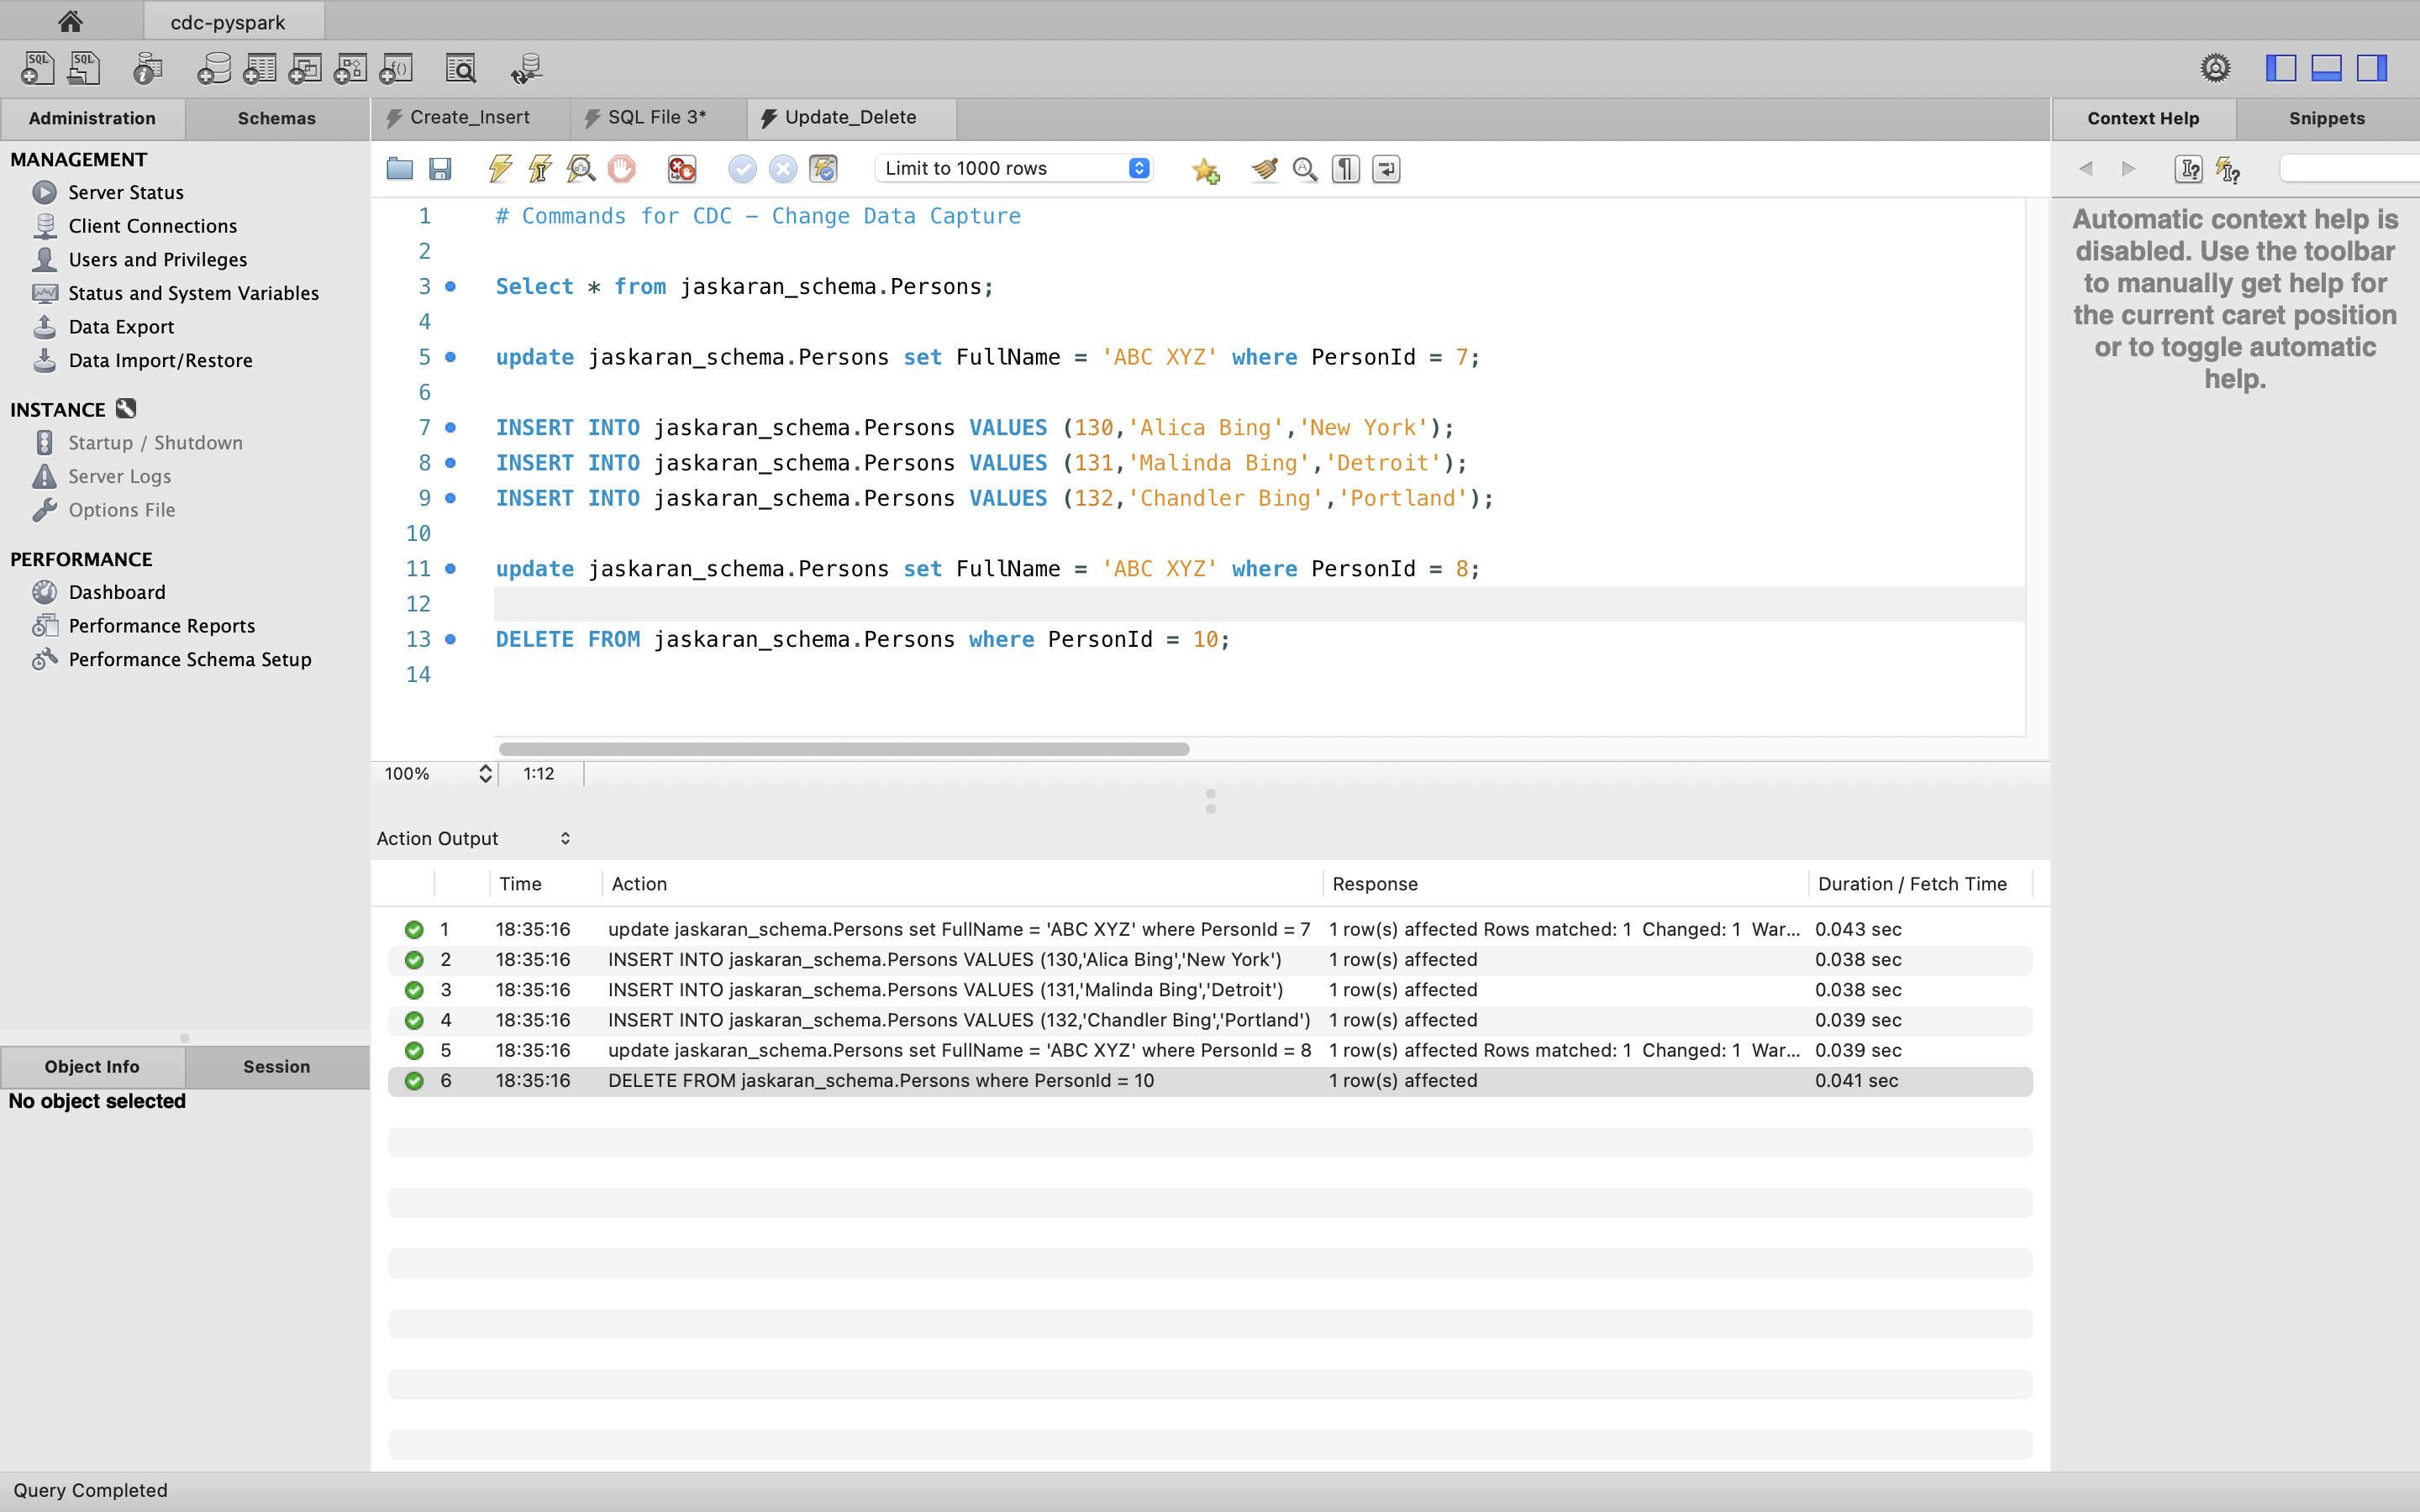 cdc-pyspark
SQL SQL
Administration Schemas
MANAGEMENT
Server Status
Client Connections
Users and Privileges
Status and System Variables
Data Export
Data Import/Restore
INSTANCE
Startup / Shutdown
Server Logs
Options File
PERFORMANCE
Dashboard
Performance Reports
Performance Schema Setup
Object Info Session
No object selected
Create_Insert SQL File 3* Update_Delete
Limit to 1000 rows
1 # Commands for CDC – Change Data Capture
2
3 Select * from jaskaran_schema.Persons;
4
5 update jaskaran_schema.Persons set FullName = 'ABC XYZ' where PersonId = 7;
6
7 INSERT INTO jaskaran_schema.Persons VALUES (130,'Alica Bing','New York');
8 INSERT INTO jaskaran_schema.Persons VALUES (131,'Malinda Bing','Detroit');
9 INSERT INTO jaskaran_schema.Persons VALUES (132,'Chandler Bing','Portland');
10
11 update jaskaran_schema.Persons set FullName = 'ABC XYZ' where PersonId = 8;
12
13 DELETE FROM jaskaran_schema.Persons where PersonId = 10;
14
100% 1:12
Action Output
Time Action Response Duration / Fetch Time
1 18:35:16 update jaskaran_schema.Persons set FullName = 'ABC XYZ' where PersonId = 7 1 row(s) affected Rows matched: 1 Changed: 1 War... 0.043 sec
2 18:35:16 INSERT INTO jaskaran_schema.Persons VALUES (130,'Alica Bing','New York') 1 row(s) affected 0.038 sec
3 18:35:16 INSERT INTO jaskaran_schema.Persons VALUES (131,'Malinda Bing','Detroit') 1 row(s) affected 0.038 sec
4 18:35:16 INSERT INTO jaskaran_schema.Persons VALUES (132,'Chandler Bing','Portland') 1 row(s) affected 0.039 sec
5 18:35:16 update jaskaran_schema.Persons set FullName = 'ABC XYZ' where PersonId = 8 1 row(s) affected Rows matched: 1 Changed: 1 War... 0.039 sec
6 18:35:16 DELETE FROM jaskaran_schema.Persons where PersonId = 10 1 row(s) affected 0.041 sec
Context Help Snippets
Automatic context help is
disabled. Use the toolbar
to manually get help for
the current caret position
or to toggle automatic
help.
Query Completed